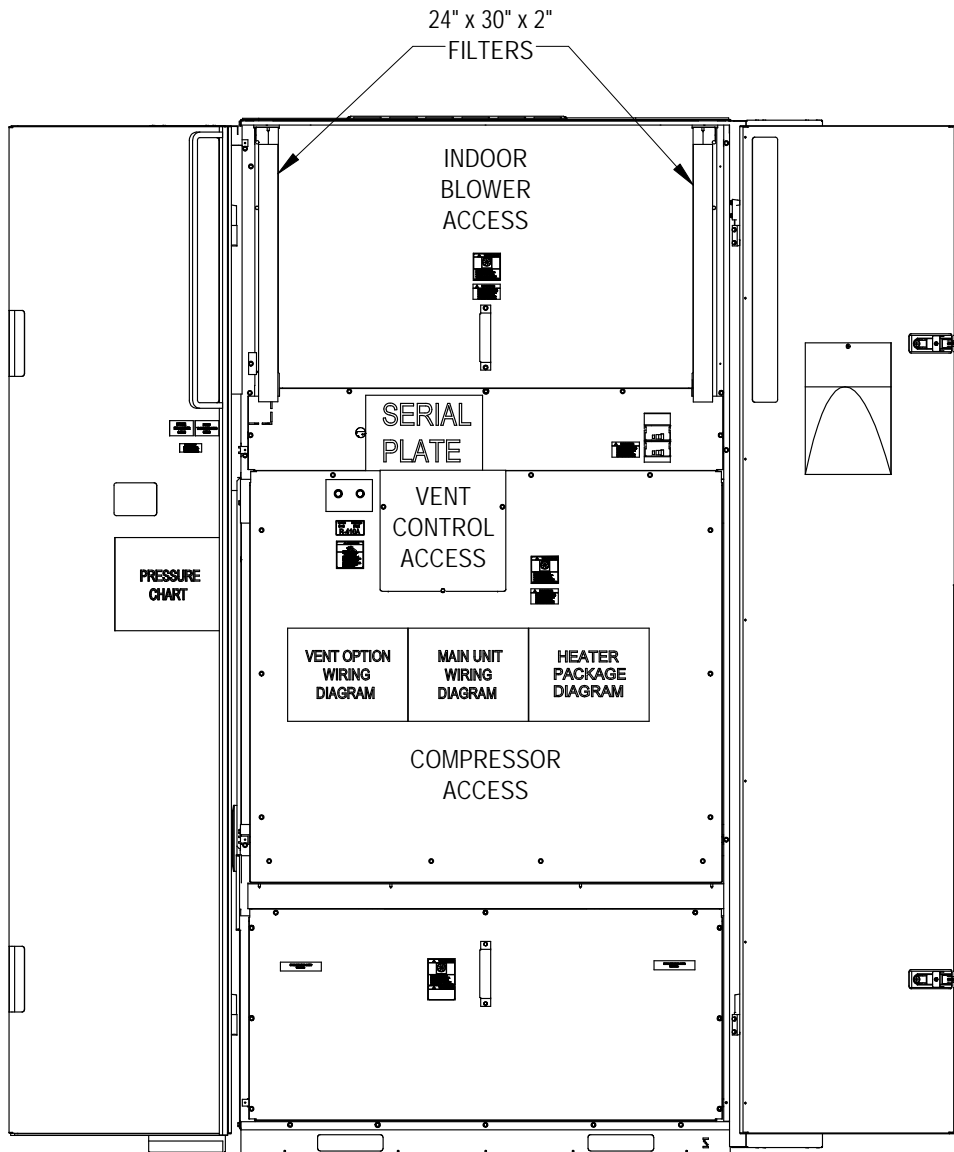 24" x 30" x 2"
FILTERS
INDOOR
BLOWER
ACCESS
SERIAL
PLATE
VENT
CONTROL
ACCESS
R-410A
PRESSURE
CHART
VENT OPTION
WIRING
DIAGRAM
MAIN UNIT
WIRING
DIAGRAM
HEATER
PACKAGE
DIAGRAM
COMPRESSOR
ACCESS